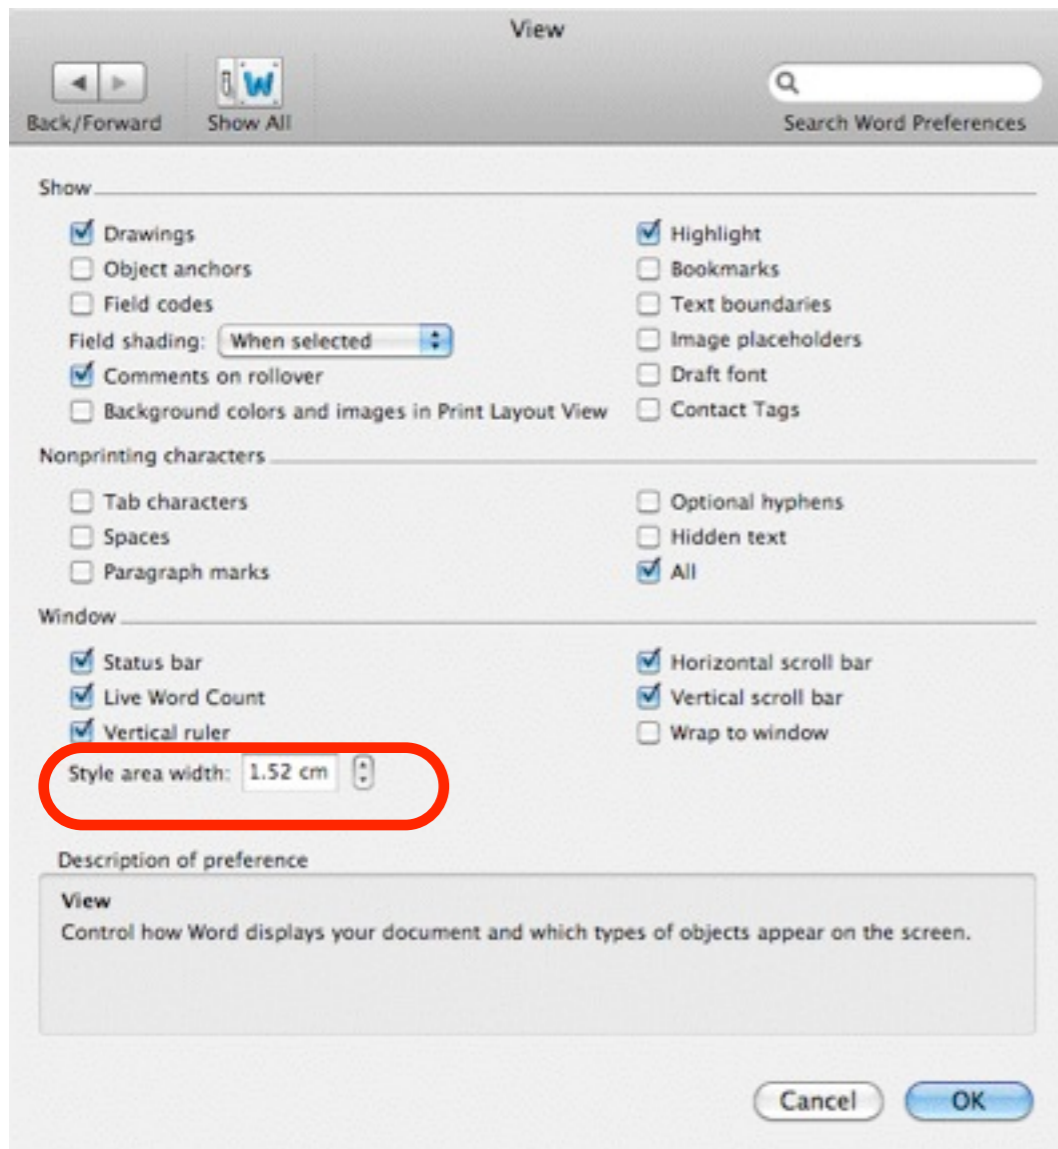 View
Back/Forward
Show All
Search Word Preferences
Show
Drawings
Highlight
Object anchors
Bookmarks
Field codes
Text boundaries
Field shading: When selected
Image placeholders
Comments on rollover
Draft font
Background colors and images in Print Layout View
Contact Tags
Nonprinting characters
Tab characters
Optional hyphens
Spaces
Hidden text
Paragraph marks
All
Window
Status bar
Horizontal scroll bar
Live Word Count
Vertical scroll bar
Vertical ruler
Wrap to window
Style area width: 1.52 cm
Description of preference
View
Control how Word displays your document and which types of objects appear on the screen.
Cancel
OK